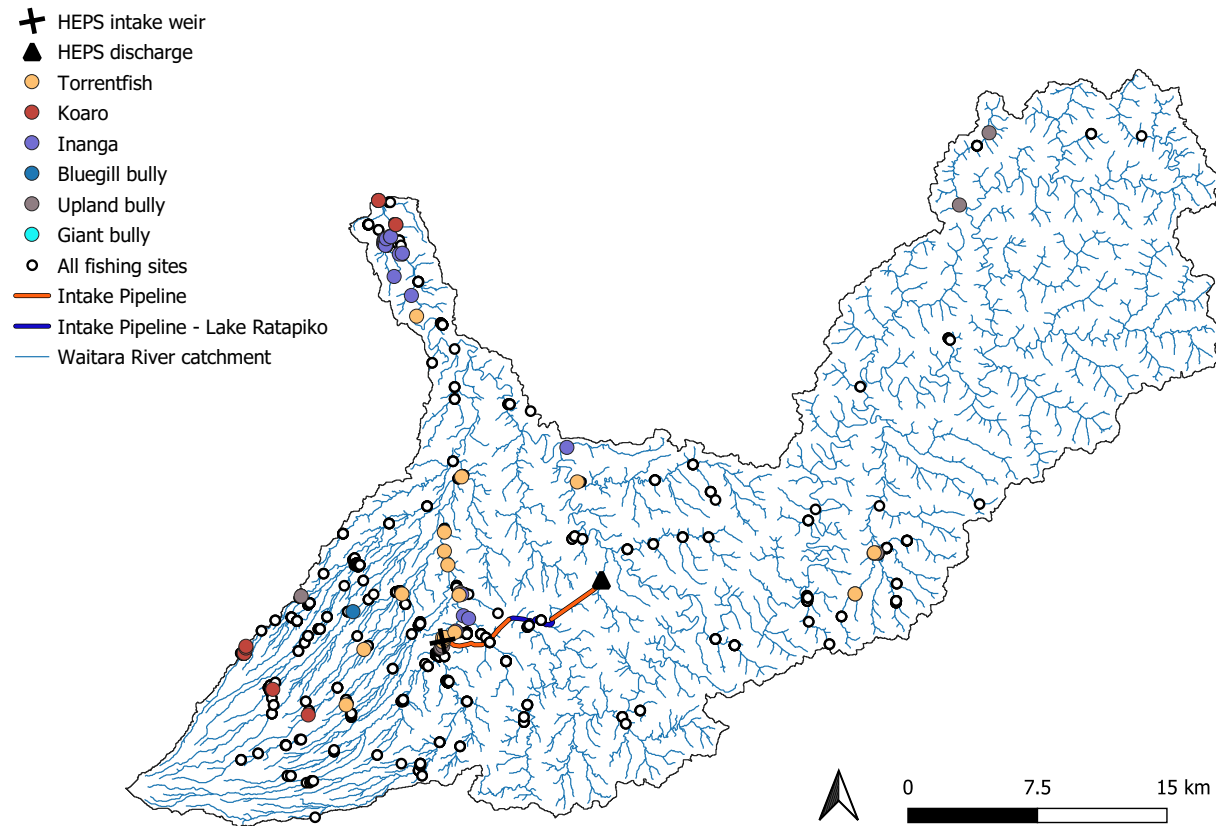 HEPS intake weir
HEPS discharge
Torrentfish
Koaro
Inanga
Bluegill bully
Upland bully
Giant bully
All fishing sites
Intake Pipeline
Intake Pipeline - Lake Ratapiko
Waitara River catchment
0 7.5 15 km